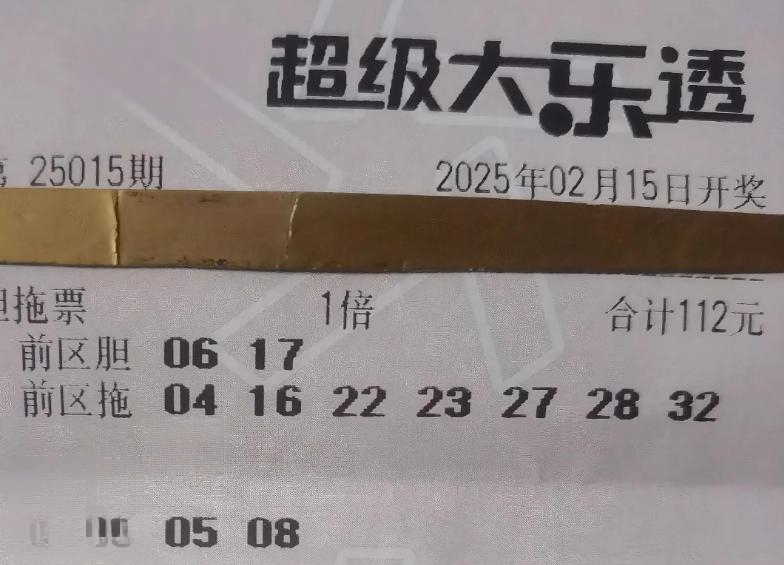 超级大乐透
25015期 2025年02月15日开奖
拖票 1倍 合计112元
前区胆 06 17
前区拖 04 16 22 23 27 28 32
05 08